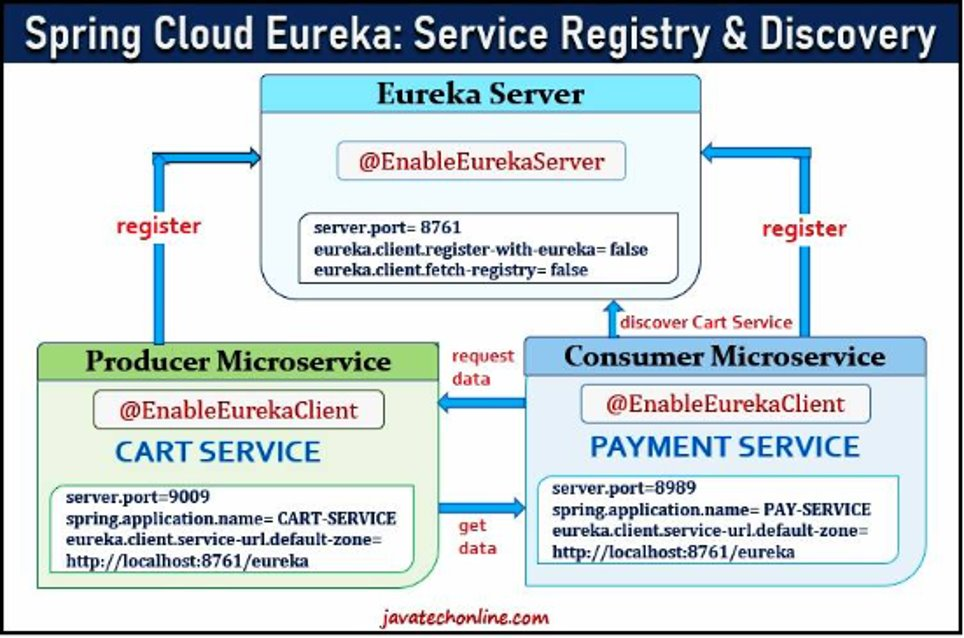 Spring Cloud Eureka: Service Registry & Discovery
Eureka Server
@EnableEurekaServer
server.port= 8761
eureka.client.register-with-eureka= false
eureka.client.fetch-registry= false
register
register
discover Cart Service
Producer Microservice
@EnableEurekaClient
CART SERVICE
server.port=9009
spring.application.name= CART-SERVICE
eureka.client.service-url.default-zone=
http://localhost:8761/eureka
request
data
get
data
Consumer Microservice
@EnableEurekaClient
PAYMENT SERVICE
server.port=8989
spring.application.name= PAY-SERVICE
eureka.client.service-url.default-zone=
http://localhost:8761/eureka
javatechonline.com